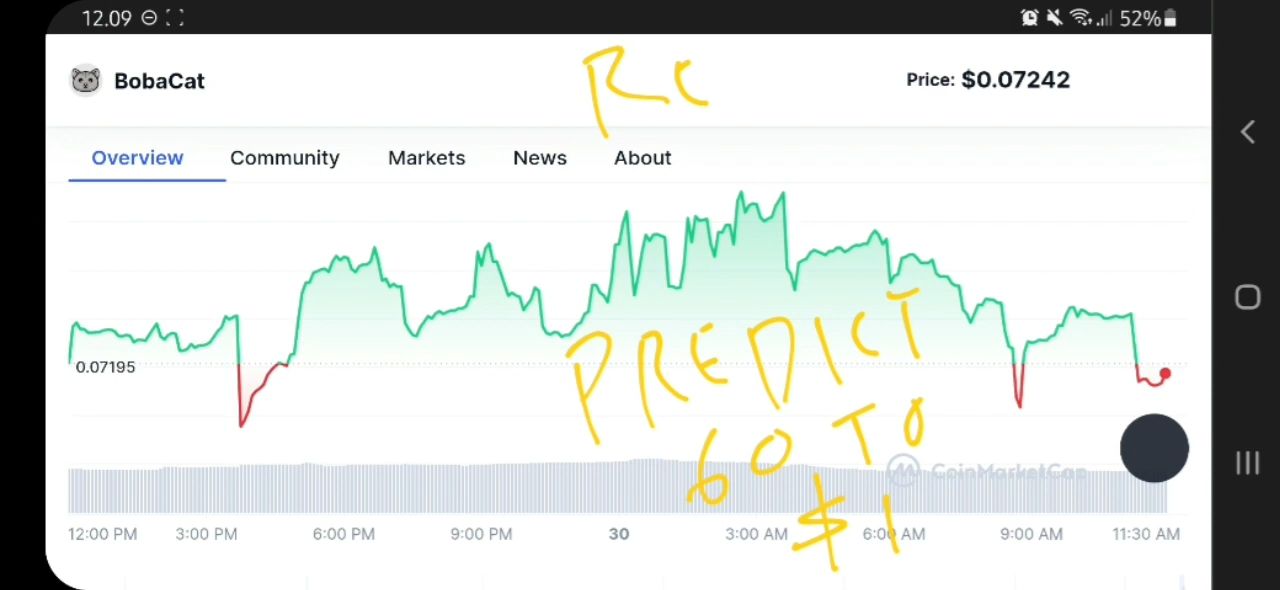 12.09 52%
BobaCat Price: $0.07242
RC
Overview Community Markets News About
0.07195
PREDICT
GO TO
$1
CoinMarketCap
12:00 PM 3:00 PM 6:00 PM 9:00 PM 30 3:00 AM 6:00 AM 9:00 AM 11:30 AM